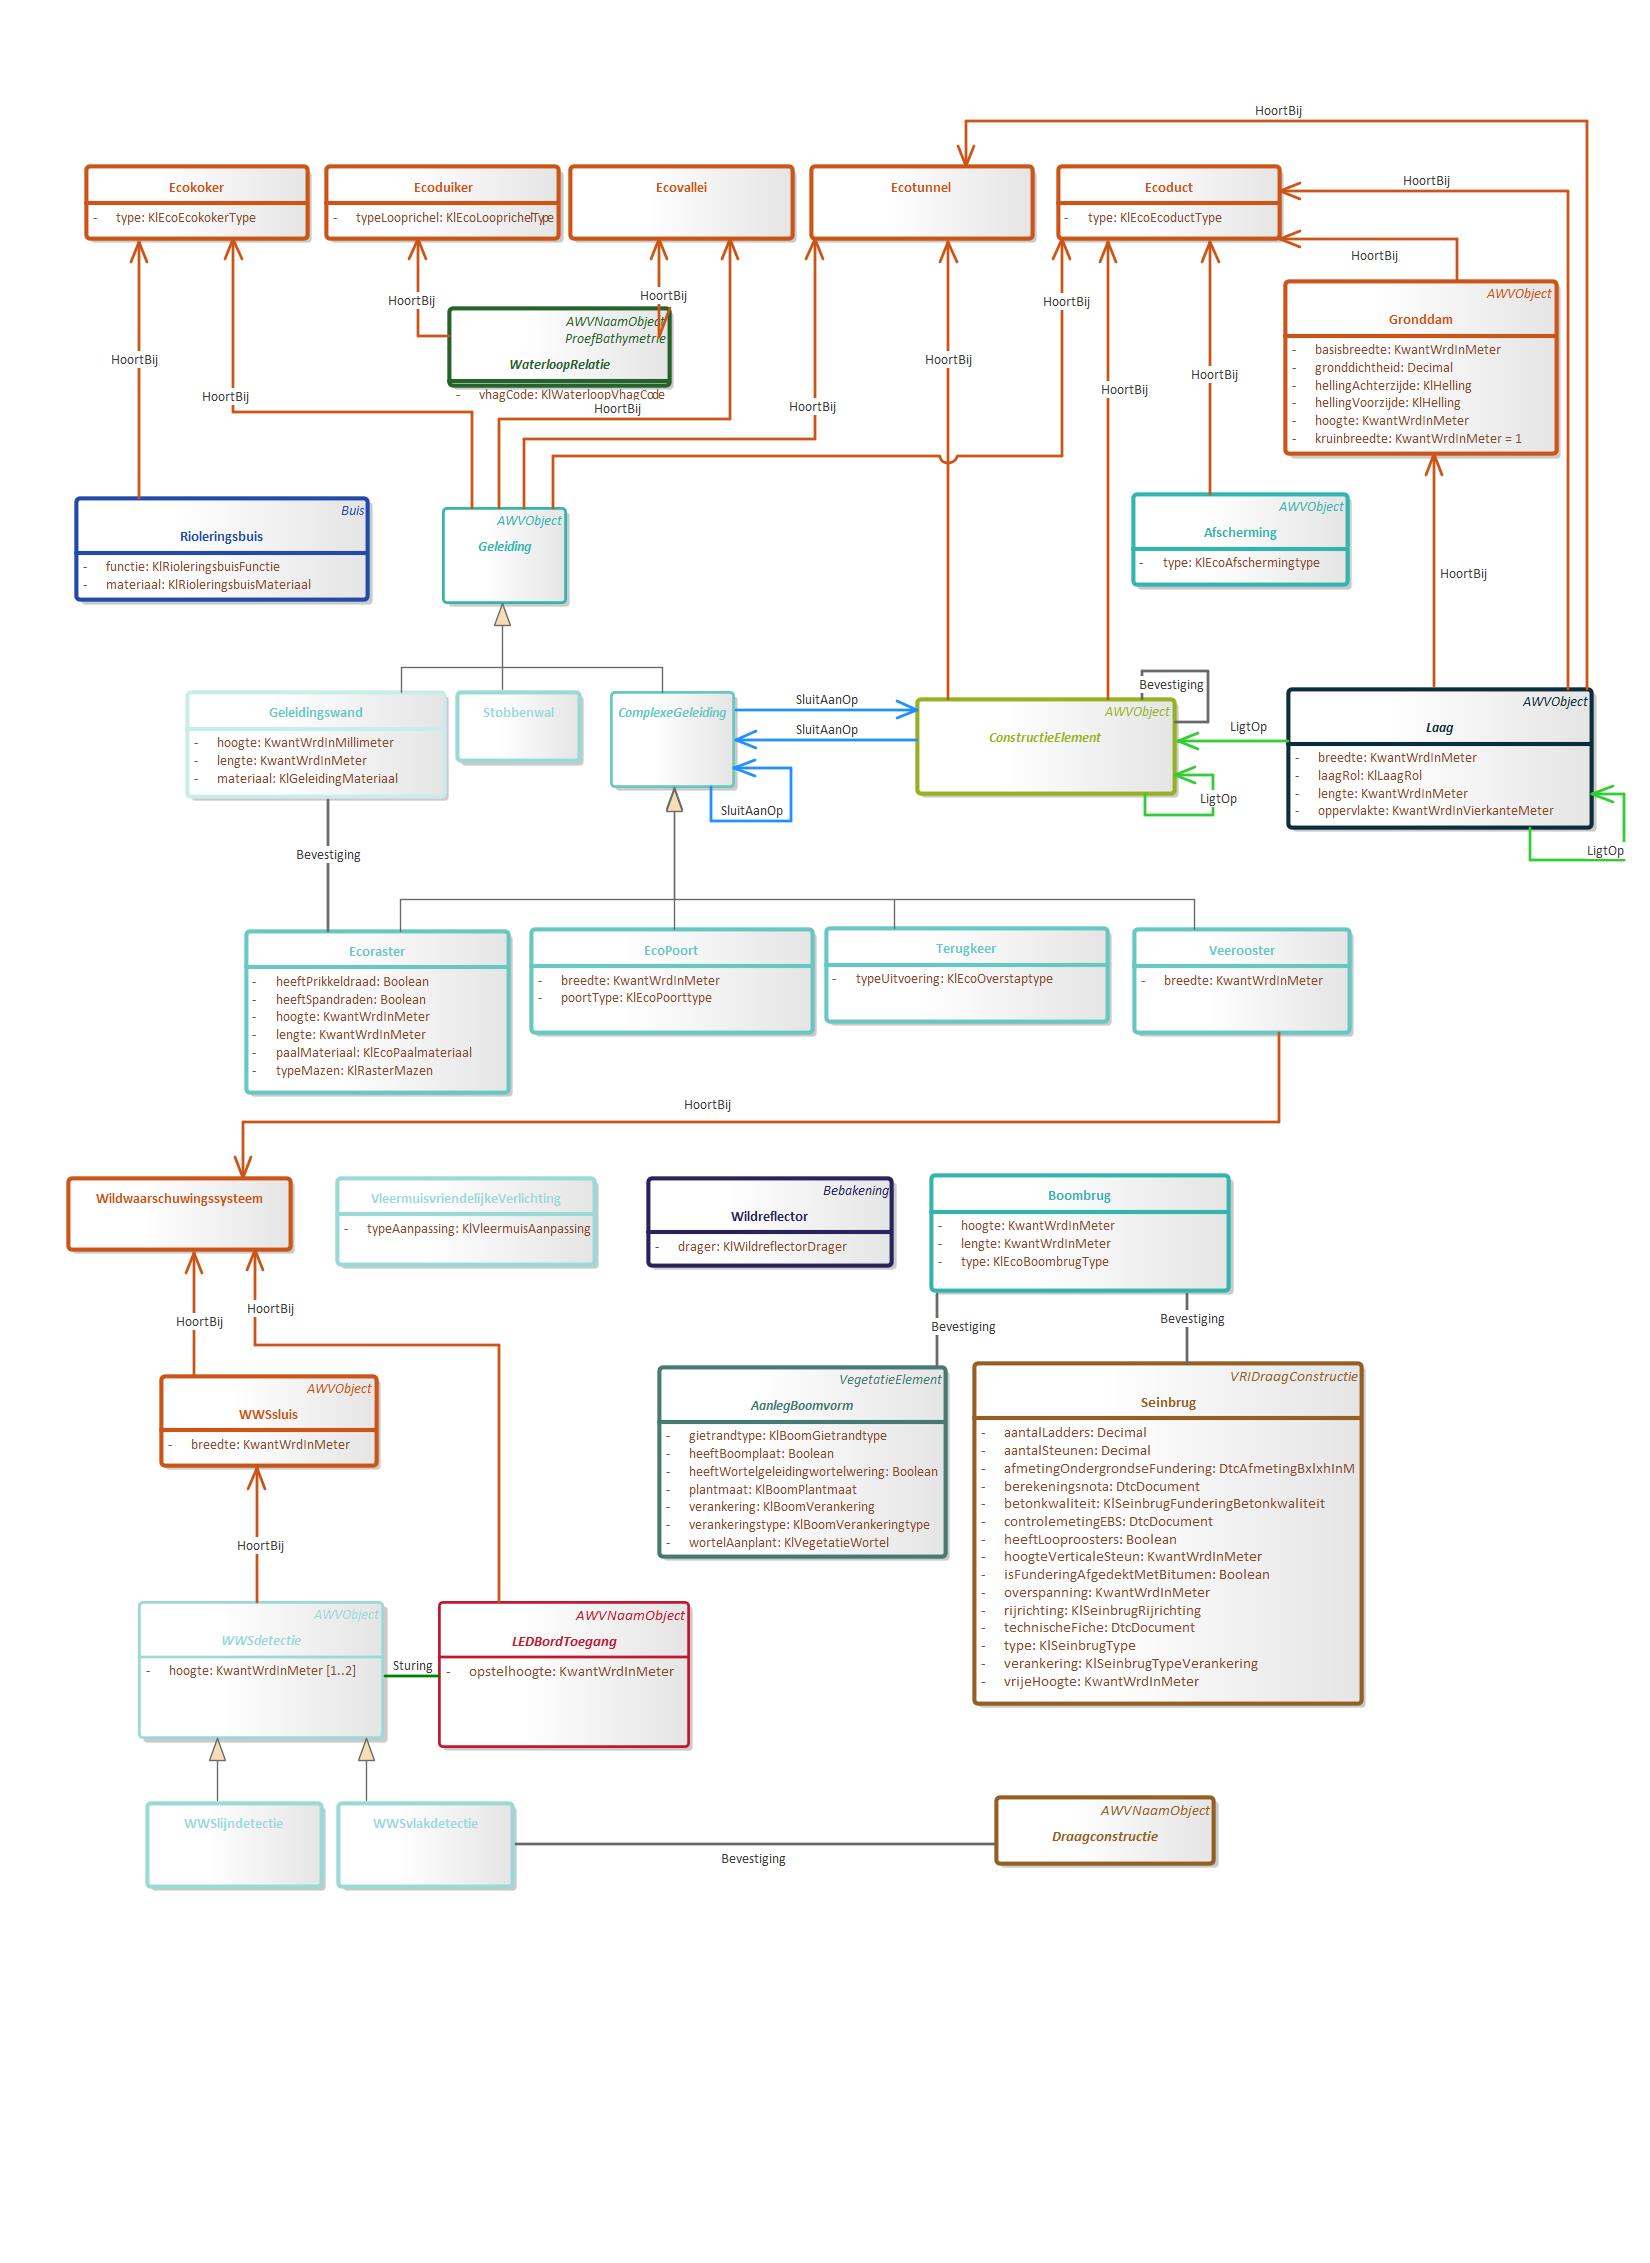 HoortBij
Ecokoker
- type: KlEcoEcokokerType
Ecoduiker
- typeLooprichel: KlEcoLooprichelType
Ecovallei
Ecotunnel
Ecoduct
- type: KlEcoEcoductType
HoortBij
HoortBij
HoortBij
HoortBij
HoortBij
AWVObject
Gronddam
- basisbreedte: KwantWrdInMeter
- gronddichtheid: Decimal
- hellingAchterzijde: KlHelling
- hellingVoorzijde: KlHelling
- hoogte: KwantWrdInMeter
- kruinbreedte: KwantWrdInMeter = 1
AWVNaamObject
ProefBathymetrie
WaterloopRelatie
- vhagCode: KlWaterloopVhagCode
HoortBij
HoortBij
HoortBij
HoortBij
HoortBij
HoortBij
HoortBij
Buis
Rioleringsbuis
- functie: KlRioleringsbuisFunctie
- materiaal: KlRioleringsbuisMateriaal
AWVObject
Geleiding
AWVObject
Afscherming
- type: KlEcoAfschermingtype
HoortBij
Geleidingswand
- hoogte: KwantWrdInMillimeter
- lengte: KwantWrdInMeter
- materiaal: KlGeleidingMateriaal
Stobbenwal
ComplexeGeleiding
SluitAanOp
SluitAanOp
SluitAanOp
Bevestiging
AWVObject
ConstructieElement
LigtOp
LigtOp
AWVObject
Laag
- breedte: KwantWrdInMeter
- laagRol: KlLaagRol
- lengte: KwantWrdInMeter
- oppervlakte: KwantWrdInVierkanteMeter
LigtOp
Bevestiging
Ecoraster
- heeftPrikkeldraad: Boolean
- heeftSpandraden: Boolean
- hoogte: KwantWrdInMeter
- lengte: KwantWrdInMeter
- paalMateriaal: KlEcoPaalmateriaal
- typeMazen: KlRasterMazen
EcoPoort
- breedte: KwantWrdInMeter
- poortType: KlEcoPoorttype
Terugkeer
- typeUitvoering: KlEcoOverstaptype
Veerooster
- breedte: KwantWrdInMeter
HoortBij
Wildwaarschuwingssysteem
VleermuisvriendelijkeVerlichting
- typeAanpassing: KlVleermuisAanpassing
Bebakening
Wildreflector
- drager: KlWildreflectorDrager
Boombrug
- hoogte: KwantWrdInMeter
- lengte: KwantWrdInMeter
- type: KlEcoBoombrugType
HoortBij
HoortBij
Bevestiging
Bevestiging
AWVObject
WWSsluis
- breedte: KwantWrdInMeter
VegetatieElement
AanlegBoomvorm
- gietrandtype: KlBoomGietrandtype
- heeftBoomplaat: Boolean
- heeftWortelgeleidingwortelwering: Boolean
- plantmaat: KlBoomPlantmaat
- verankering: KlBoomVerankering
- verankeringstype: KlBoomVerankeringtype
- wortelAanplant: KlVegetatieWortel
VRIDraagConstructie
Seinbrug
- aantalLadders: Decimal
- aantalSteunen: Decimal
- afmetingOndergrondseFundering: DtcAfmetingBxlxhInM
- berekeningsnota: DtcDocument
- betonkwaliteit: KlSeinbrugFunderingBetonkwaliteit
- controlemetingEBS: DtcDocument
- heeftLooproosters: Boolean
- hoogteVerticaleSteun: KwantWrdInMeter
- isFunderingAfgedektMetBitumen: Boolean
- overspanning: KwantWrdInMeter
- rijrichting: KlSeinbrugRijrichting
- technischeFiche: DtcDocument
- type: KlSeinbrugType
- verankering: KlSeinbrugTypeVerankering
- vrijeHoogte: KwantWrdInMeter
HoortBij
AWVObject
WWSdetectie
- hoogte: KwantWrdInMeter [1..2]
Sturing
AWVNaamObject
LEDBordToegang
- opstelhoogte: KwantWrdInMeter
WWSlijndetectie
WWSvlakdetectie
Bevestiging
AWVNaamObject
Draagconstructie